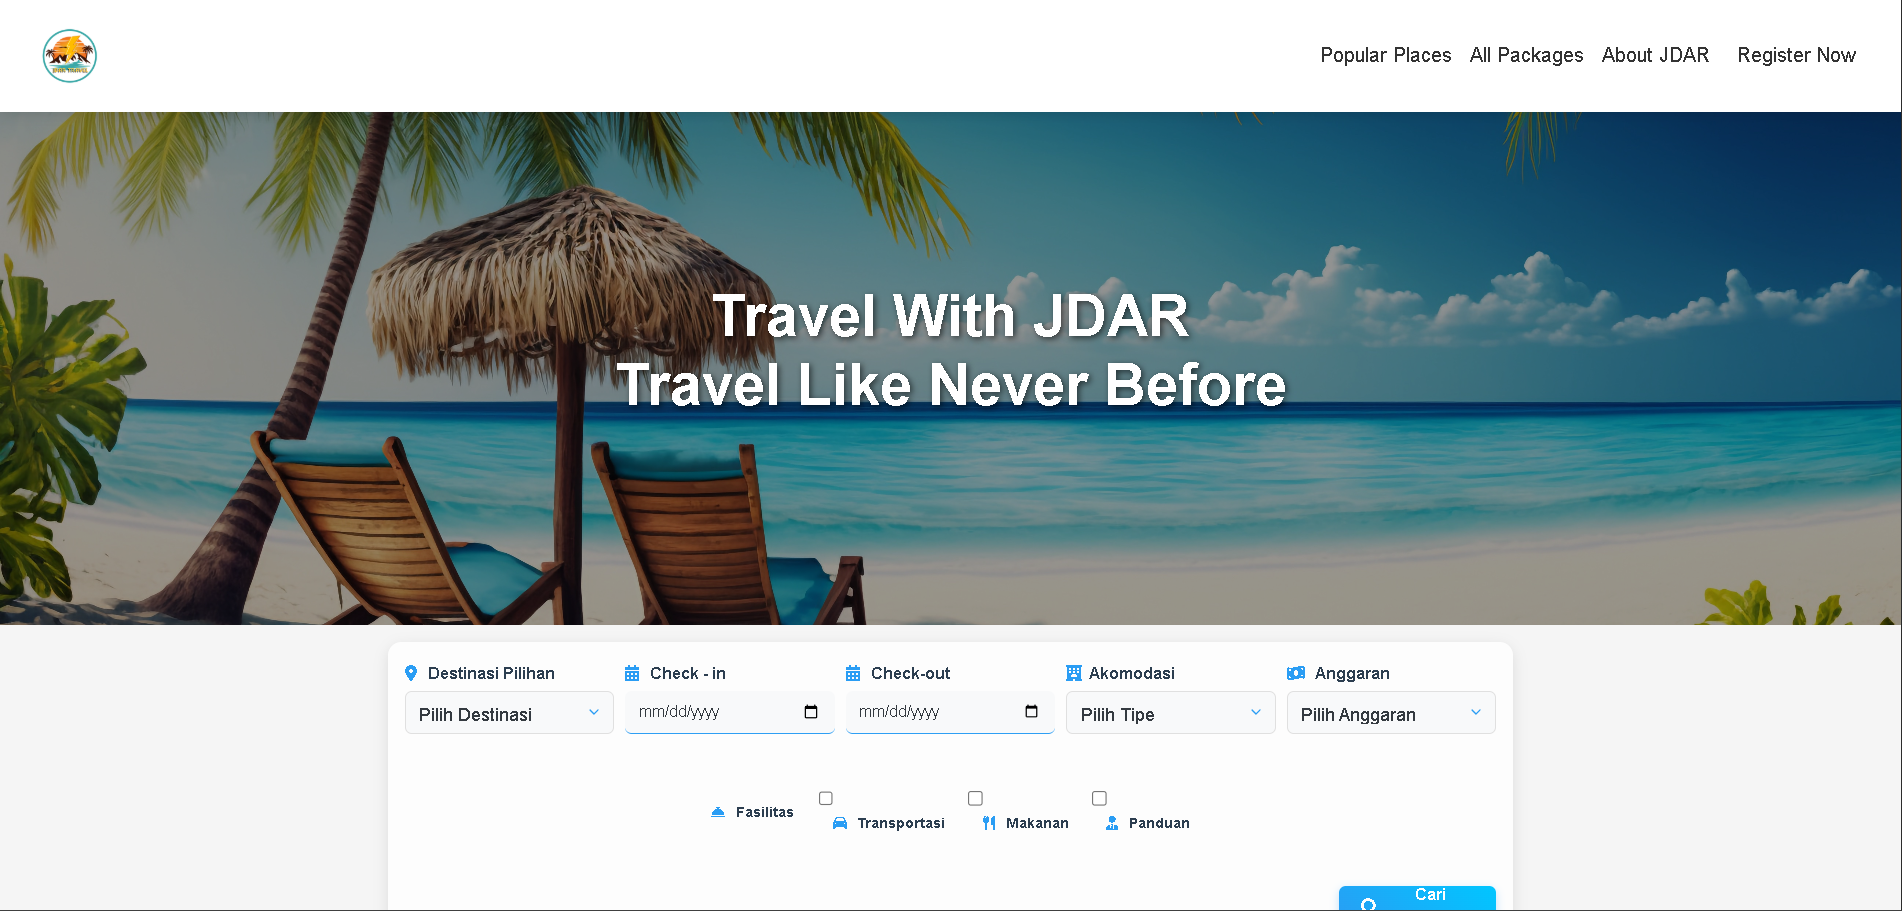 Popular Places All Packages About JDAR Register Now
Travel With JDAR
Travel Like Never Before
Destinasi Pilihan Check - in Check-out Akomodasi Anggaran
Pilih Destinasi mm/dd/yyyy mm/dd/yyyy Pilih Tipe Pilih Anggaran
Fasilitas Transportasi Makanan Panduan
Cari